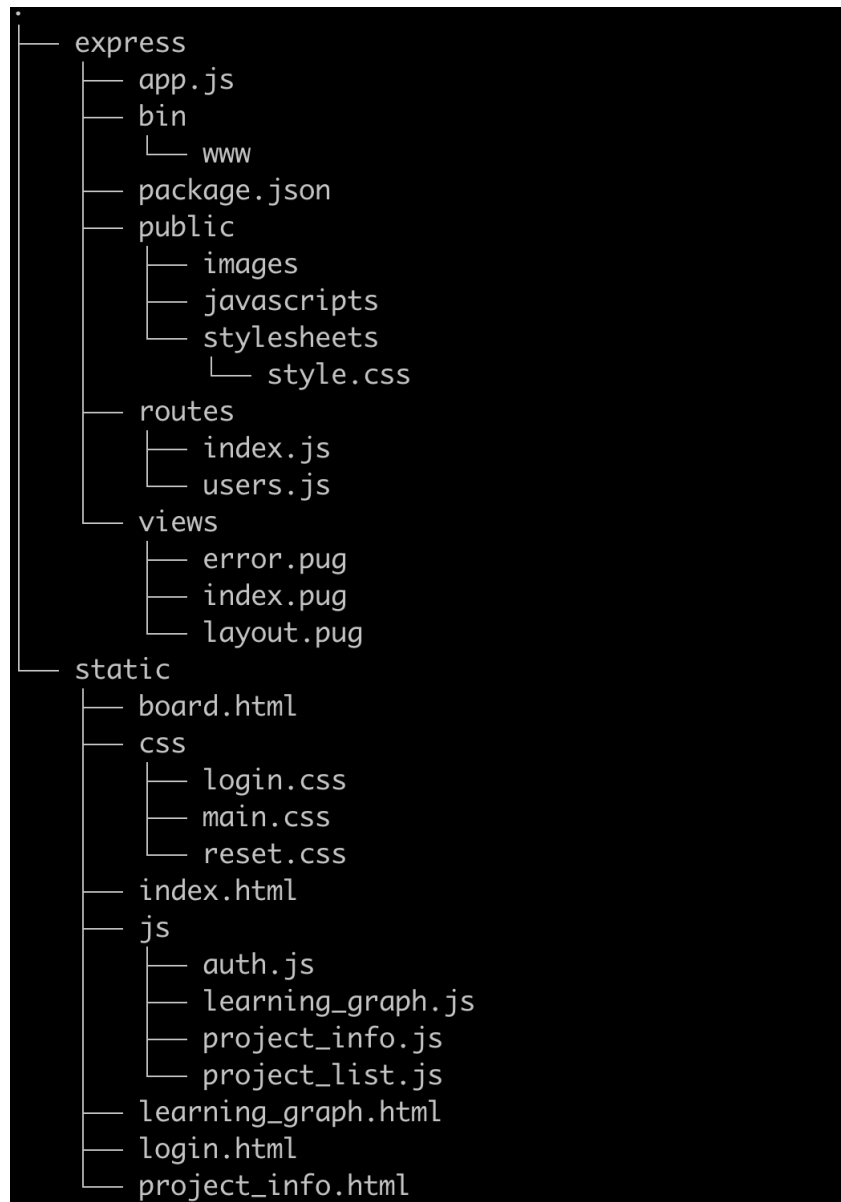 .
├── express
│   ├── app.js
│   ├── bin
│   │   └── www
│   ├── package.json
│   ├── public
│   │   ├── images
│   │   ├── javascripts
│   │   └── stylesheets
│   │       └── style.css
│   ├── routes
│   │   ├── index.js
│   │   └── users.js
│   └── views
│       ├── error.pug
│       ├── index.pug
│       └── layout.pug
└── static
    ├── board.html
    ├── css
    │   ├── login.css
    │   ├── main.css
    │   └── reset.css
    ├── index.html
    ├── js
    │   ├── auth.js
    │   ├── learning_graph.js
    │   ├── project_info.js
    │   └── project_list.js
    ├── learning_graph.html
    ├── login.html
    └── project_info.html